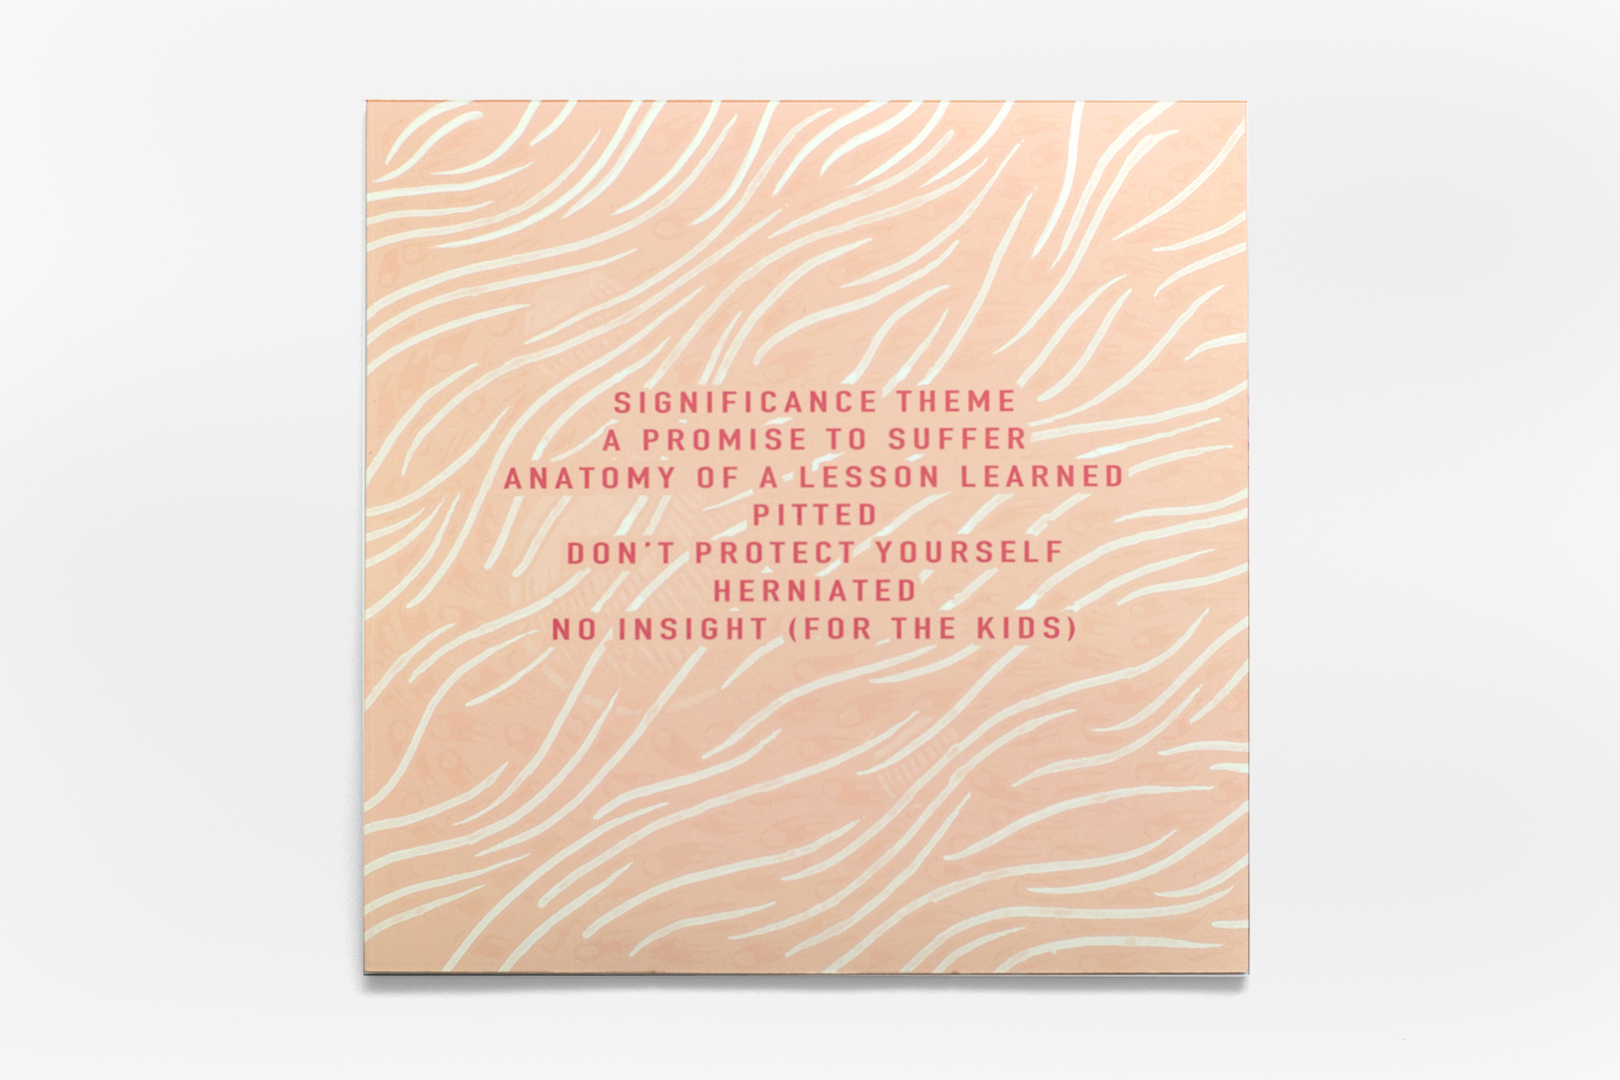 SIGNIFICANCE THEME
A PROMISE TO SUFFER
ANATOMY OF A LESSON LEARNED
PITTED
DON'T PROTECT YOURSELF
HERNIATED
NO INSIGHT (FOR THE KIDS)